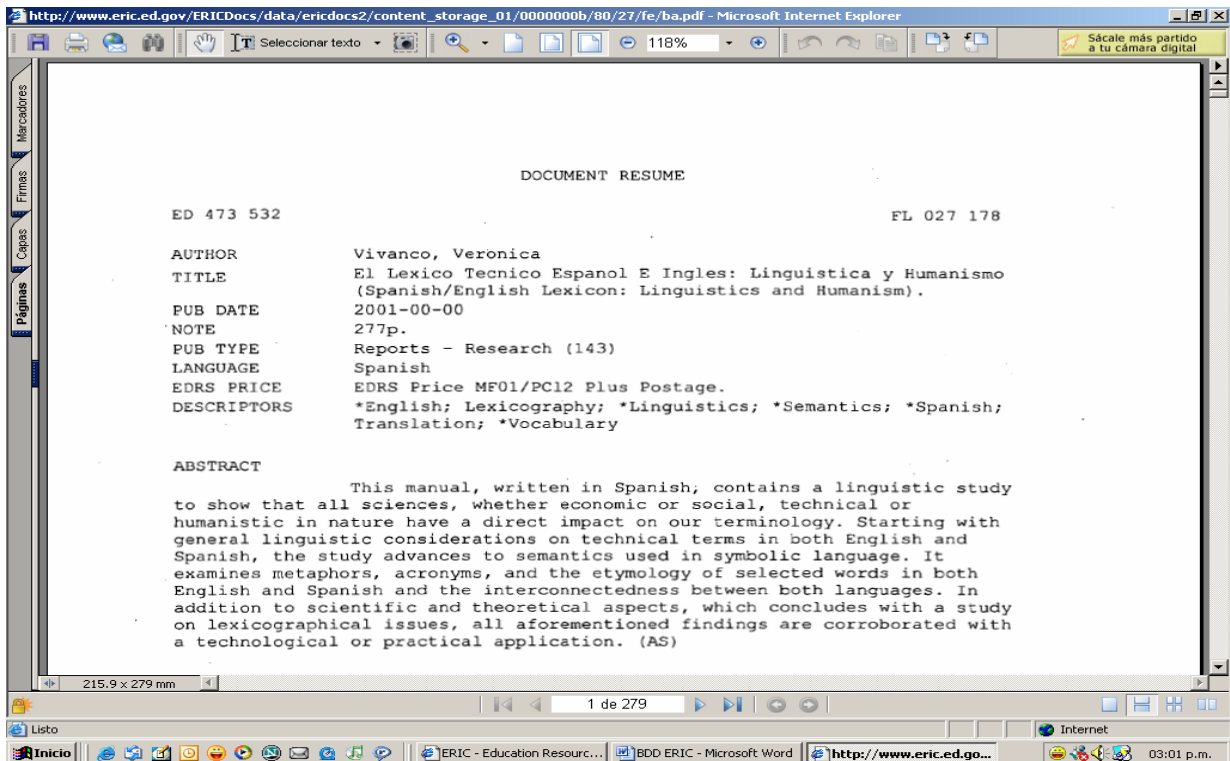 http://www.eric.ed.gov/ERICDocs/data/ericdocs2/content_storage_01/0000000b/80/27/fe/ba.pdf - Microsoft Internet Explorer
Seleccionar texto
118%
Sácale más partido
a tu cámara digital
Marcadores
Firmas
Capas
Páginas
DOCUMENT RESUME
ED 473 532 FL 027 178
AUTHOR Vivanco, Veronica
TITLE El Lexico Tecnico Espanol E Ingles: Linguistica y Humanismo
(Spanish/English Lexicon: Linguistics and Humanism).
PUB DATE 2001-00-00
NOTE 277p.
PUB TYPE Reports - Research (143)
LANGUAGE Spanish
EDRS PRICE EDRS Price MF01/PC12 Plus Postage.
DESCRIPTORS *English; Lexicography; *Linguistics; *Semantics; *Spanish;
Translation; *Vocabulary
ABSTRACT
This manual, written in Spanish, contains a linguistic study
to show that all sciences, whether economic or social, technical or
humanistic in nature have a direct impact on our terminology. Starting with
general linguistic considerations on technical terms in both English and
Spanish, the study advances to semantics used in symbolic language. It
examines metaphors, acronyms, and the etymology of selected words in both
English and Spanish and the interconnectedness between both languages. In
addition to scientific and theoretical aspects, which concludes with a study
on lexicographical issues, all aforementioned findings are corroborated with
a technological or practical application. (AS)
215.9 x 279 mm
1 de 279
Listo Internet
Inicio ERIC - Education Resourc... BDD ERIC - Microsoft Word http://www.eric.ed.go... 03:01 p.m.